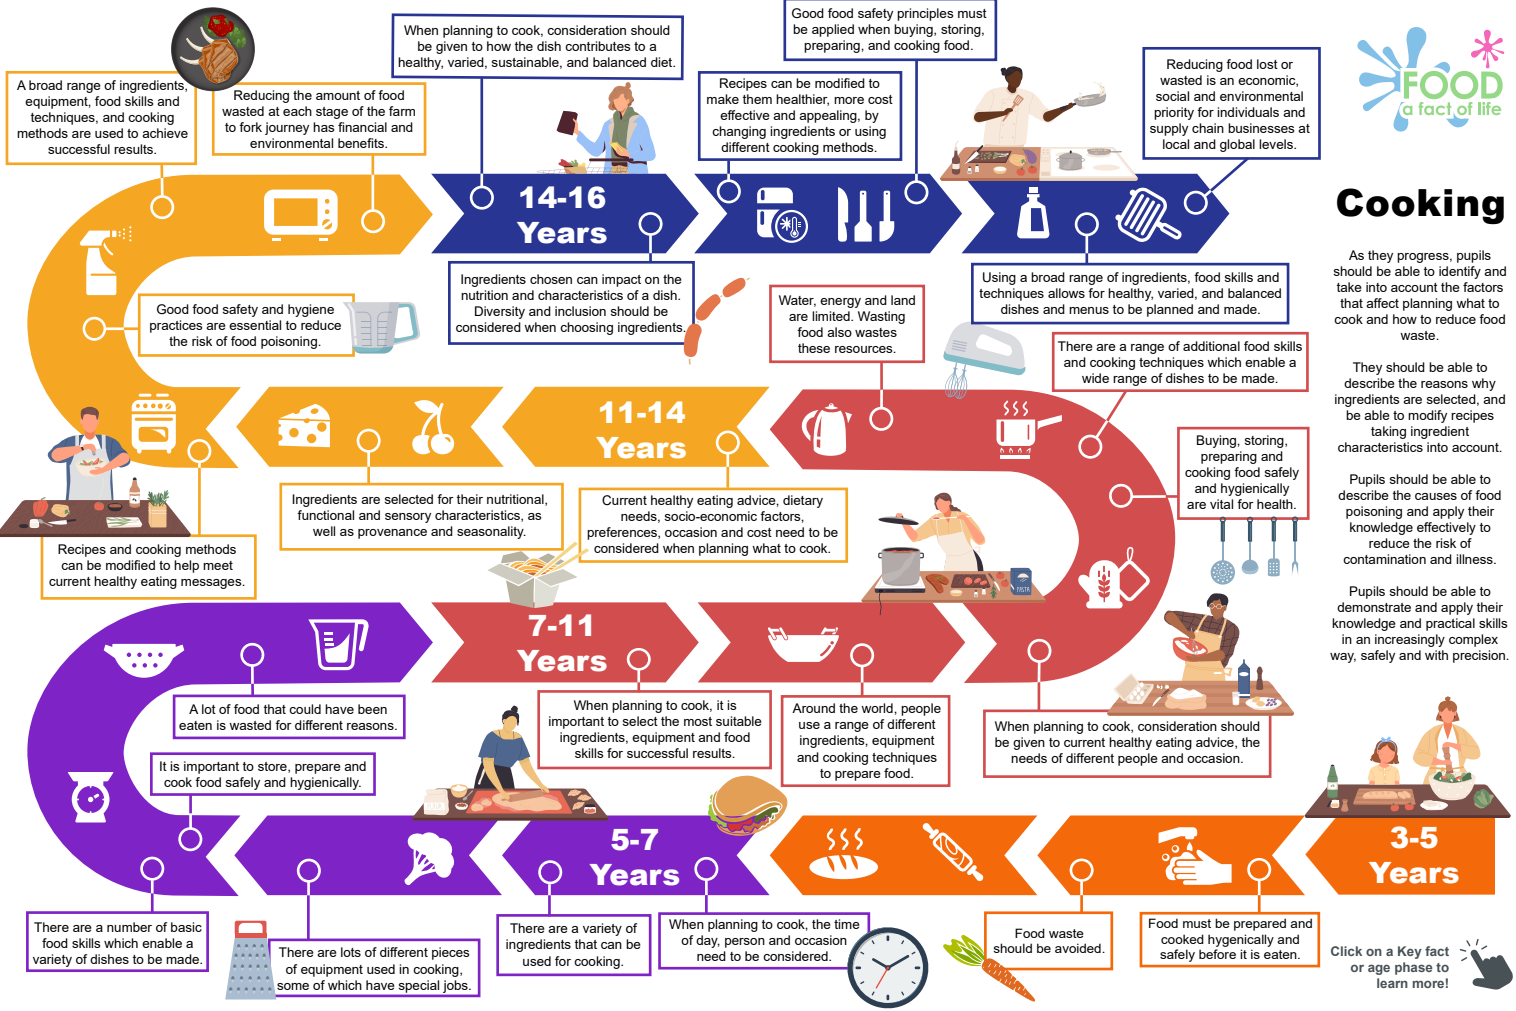 A broad range of ingredients,
equipment, food skills and
techniques, and cooking
methods are used to achieve
successful results.
Reducing the amount of food
wasted at each stage of the farm
to fork journey has financial and
environmental benefits.
When planning to cook, consideration should
be given to how the dish contributes to a
healthy, varied, sustainable, and balanced diet.
Recipes can be modified to
make them healthier, more cost
effective and appealing, by
changing ingredients or using
different cooking methods.
Good food safety principles must
be applied when buying, storing,
preparing, and cooking food.
Reducing food lost or
wasted is an economic,
social and environmental
priority for individuals and
supply chain businesses at
local and global levels.
FOOD
a fact of life
14-16
Years
Cooking
As they progress, pupils
should be able to identify and
take into account the factors
that affect planning what to
cook and how to reduce food
waste.
They should be able to
describe the reasons why
ingredients are selected, and
be able to modify recipes
taking ingredient
characteristics into account.
Pupils should be able to
describe the causes of food
poisoning and apply their
knowledge effectively to
reduce the risk of
contamination and illness.
Pupils should be able to
demonstrate and apply their
knowledge and practical skills
in an increasingly complex
way, safely and with precision.
Good food safety and hygiene
practices are essential to reduce
the risk of food poisoning.
Ingredients chosen can impact on the
nutrition and characteristics of a dish.
Diversity and inclusion should be
considered when choosing ingredients.
Water, energy and land
are limited. Wasting
food also wastes
these resources.
Using a broad range of ingredients, food skills and
techniques allows for healthy, varied, and balanced
dishes and menus to be planned and made.
There are a range of additional food skills
and cooking techniques which enable a
wide range of dishes to be made.
11-14
Years
Buying, storing,
preparing and
cooking food safely
and hygienically
are vital for health.
Recipes and cooking methods
can be modified to help meet
current healthy eating messages.
Ingredients are selected for their nutritional,
functional and sensory characteristics, as
well as provenance and seasonality.
Current healthy eating advice, dietary
needs, socio-economic factors,
preferences, occasion and cost need to be
considered when planning what to cook.
PASTA
7-11
Years
A lot of food that could have been
eaten is wasted for different reasons.
It is important to store, prepare and
cook food safely and hygienically.
When planning to cook, it is
important to select the most suitable
ingredients, equipment and food
skills for successful results.
Around the world, people
use a range of different
ingredients, equipment
and cooking techniques
to prepare food.
When planning to cook, consideration should
be given to current healthy eating advice, the
needs of different people and occasion.
5-7
Years
3-5
Years
There are a number of basic
food skills which enable a
variety of dishes to be made.
There are lots of different pieces
of equipment used in cooking,
some of which have special jobs.
There are a variety of
ingredients that can be
used for cooking.
When planning to cook, the time
of day, person and occasion
need to be considered.
Food waste
should be avoided.
Food must be prepared and
cooked hygenically and
safely before it is eaten.
Click on a Key fact
or age phase to
learn more!